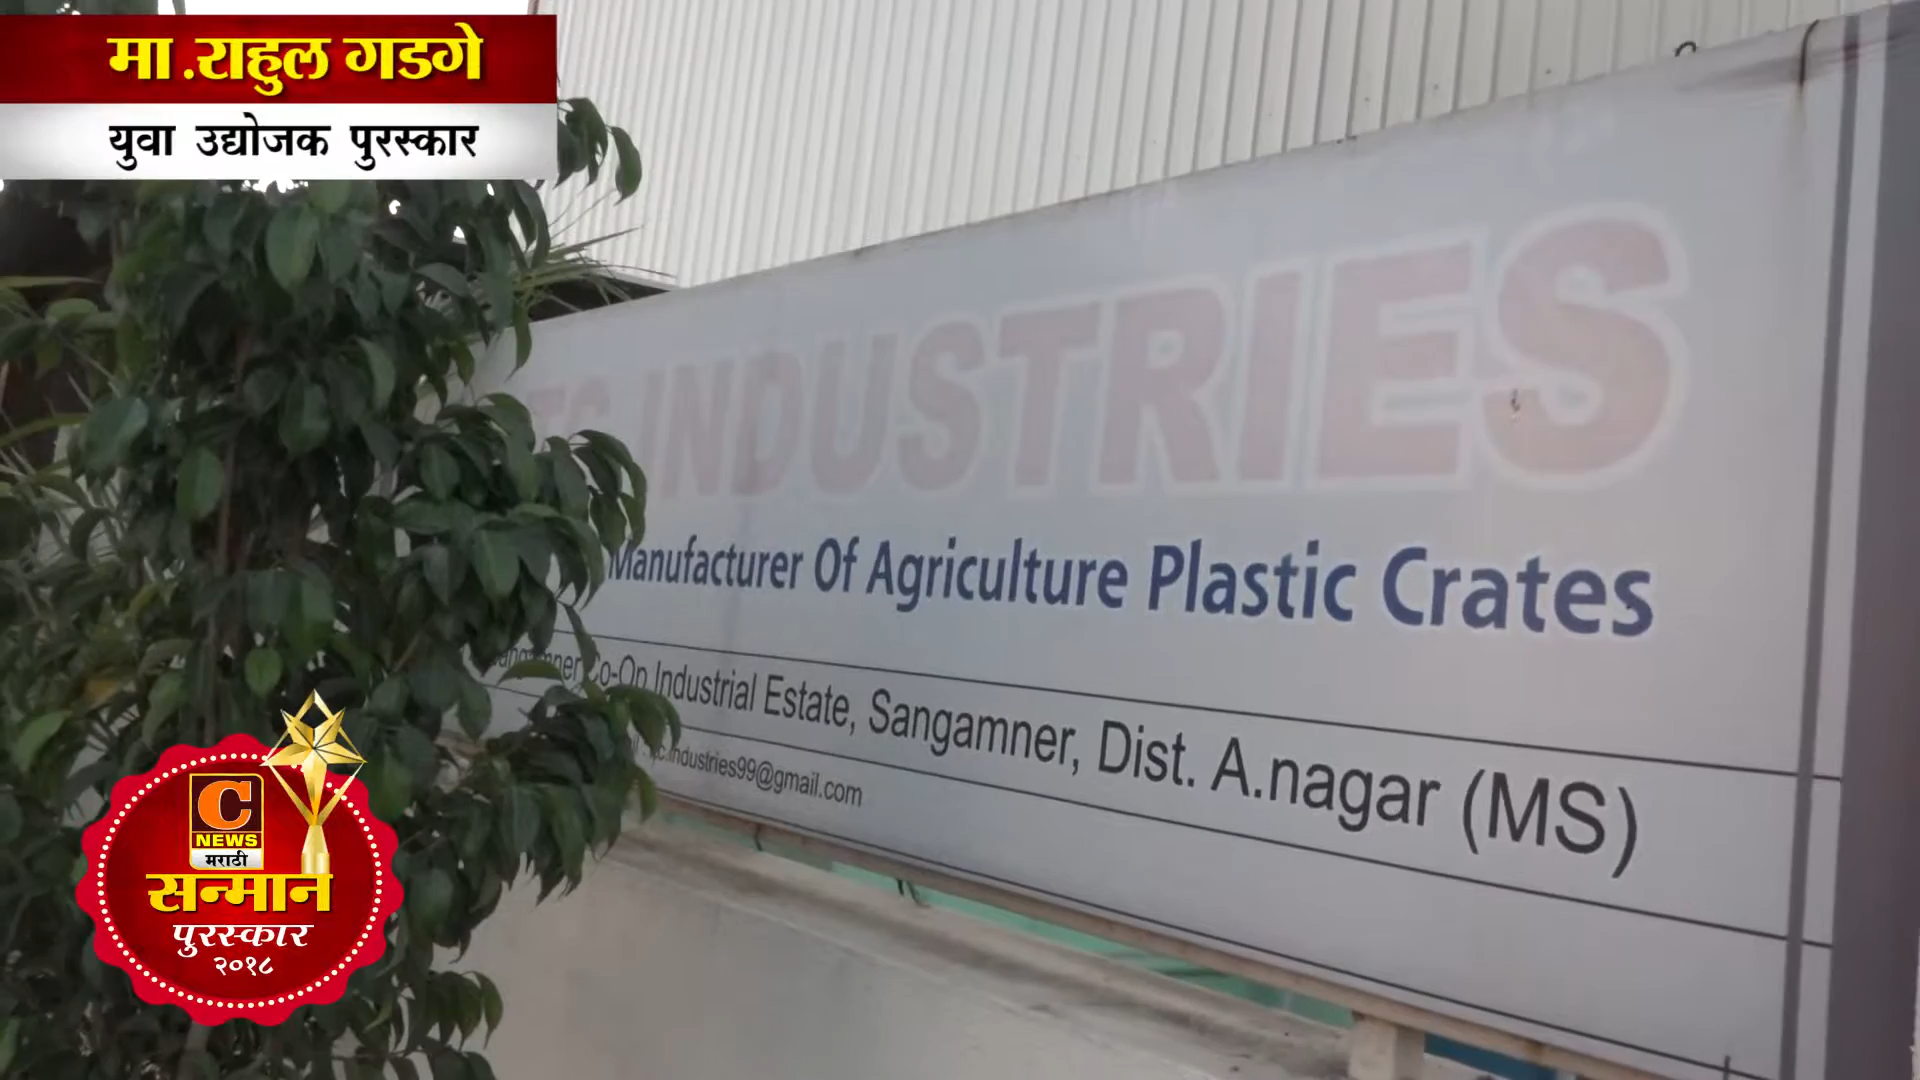 मा.राहुल गडगे
युवा उद्योजक पुरस्कार
INDUSTRIES
Manufacturer Of Agriculture Plastic Crates
Co-Op Industrial Estate, Sangamner, Dist. A.nagar (MS)
industries99@gmail.com
C
NEWS
मराठी
सन्मान
पुरस्कार
२०१८